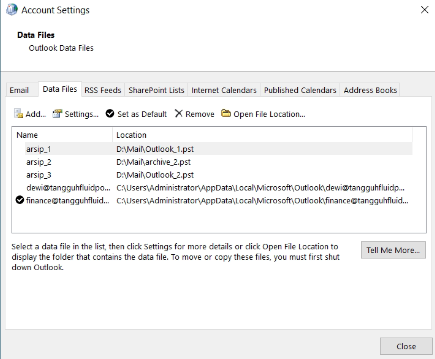 Account Settings
Data Files
Outlook Data Files
Email Data Files RSS Feeds SharePoint Lists Internet Calendars Published Calendars Address Books
Add... Settings... Set as Default Remove Open File Location...
Name Location
arsip_1 D:\Mail\Outlook_1.pst
arsip_2 D:\Mail\archive_2.pst
arsip_3 D:\Mail\Outlook_2.pst
dewi@tangguhfluidpo... C:\Users\Administrator\AppData\Local\Microsoft\Outlook\dewi@tangguhfluidp...
finance@tangguhfluid... C:\Users\Administrator\AppData\Local\Microsoft\Outlook\finance@tangguhfluid...
Select a data file in the list, then click Settings for more details or click Open File Location to
display the folder that contains the data file. To move or copy these files, you must first shut
down Outlook.
Tell Me More...
Close